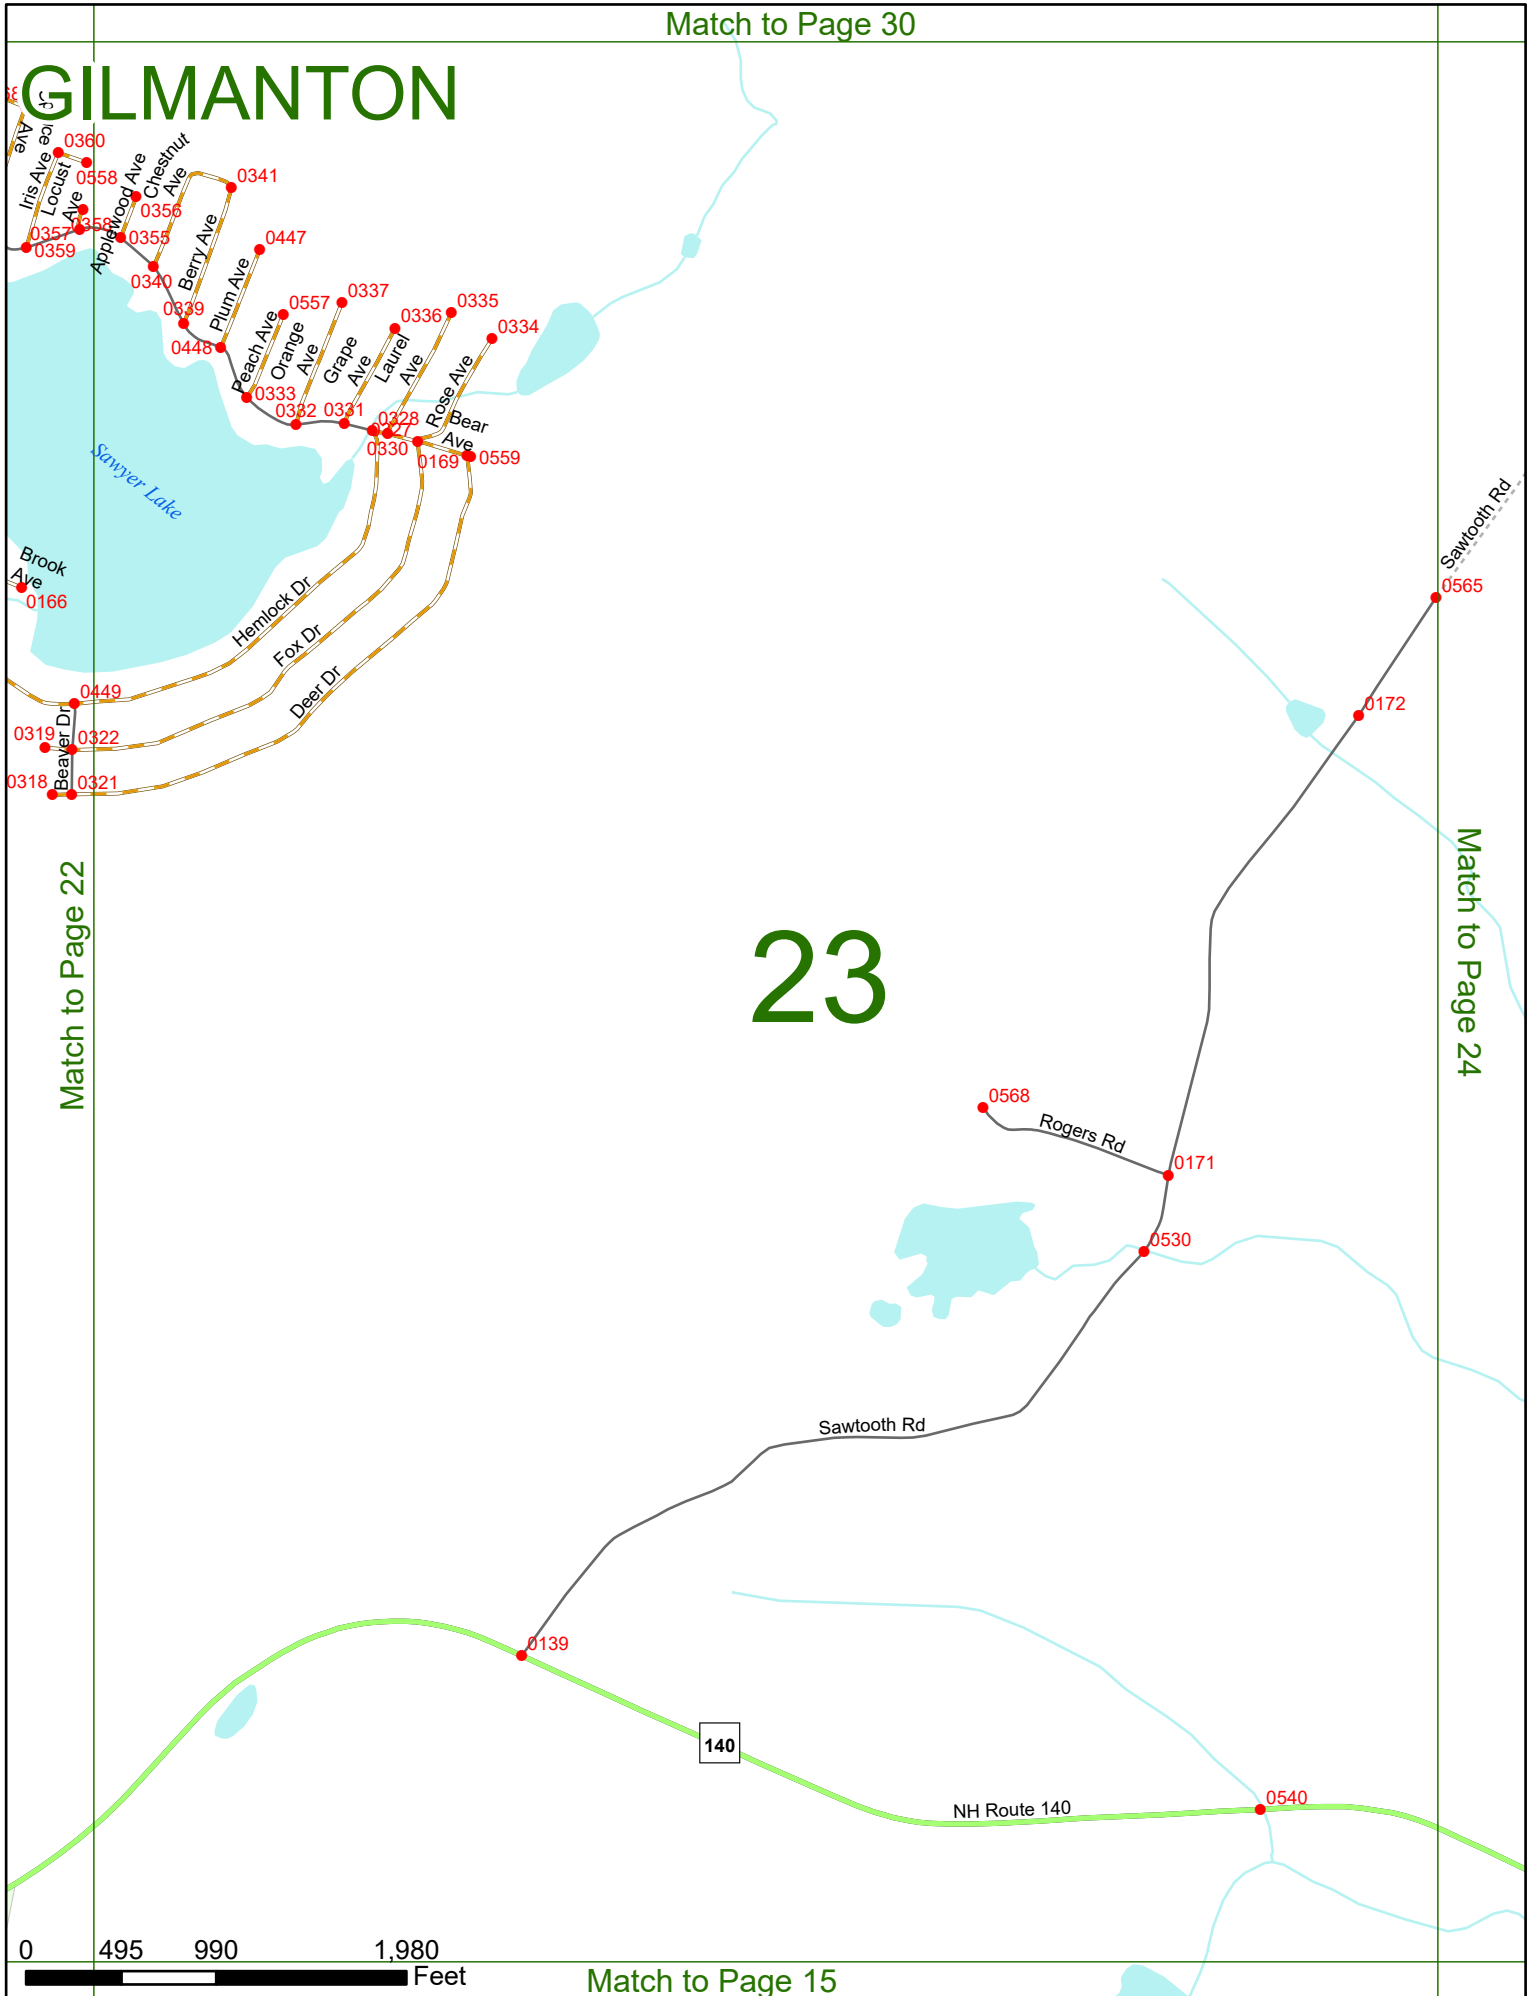 Match to Page 30
GILMANTON
Ave
0360
0558
Iris Ave
Locust
Ave
Applewood Ave
Chestnut
Ave
0356
0341
0357
0358
0359
0355
0340
Berry Ave
0447
0339
Plum Ave
0448
0557
0337
0336
0335
0334
Peach Ave
Orange
Ave
Grape
Ave
Laurel
Ave
Rose Ave
Bear
Ave
0333
0332
0331
0328
0327
0330
0169
0559
Sawyer Lake
Sawtooth Rd
0565
Brook
Ave
0166
Hemlock Dr
Fox Dr
Deer Dr
0449
0172
0319
Beaver Dr
0322
0318
0321
Match to Page 22
Match to Page 24
23
0568
Rogers Rd
0171
0530
Sawtooth Rd
0139
140
NH Route 140
0540
0
495
990
1,980
Feet
Match to Page 15